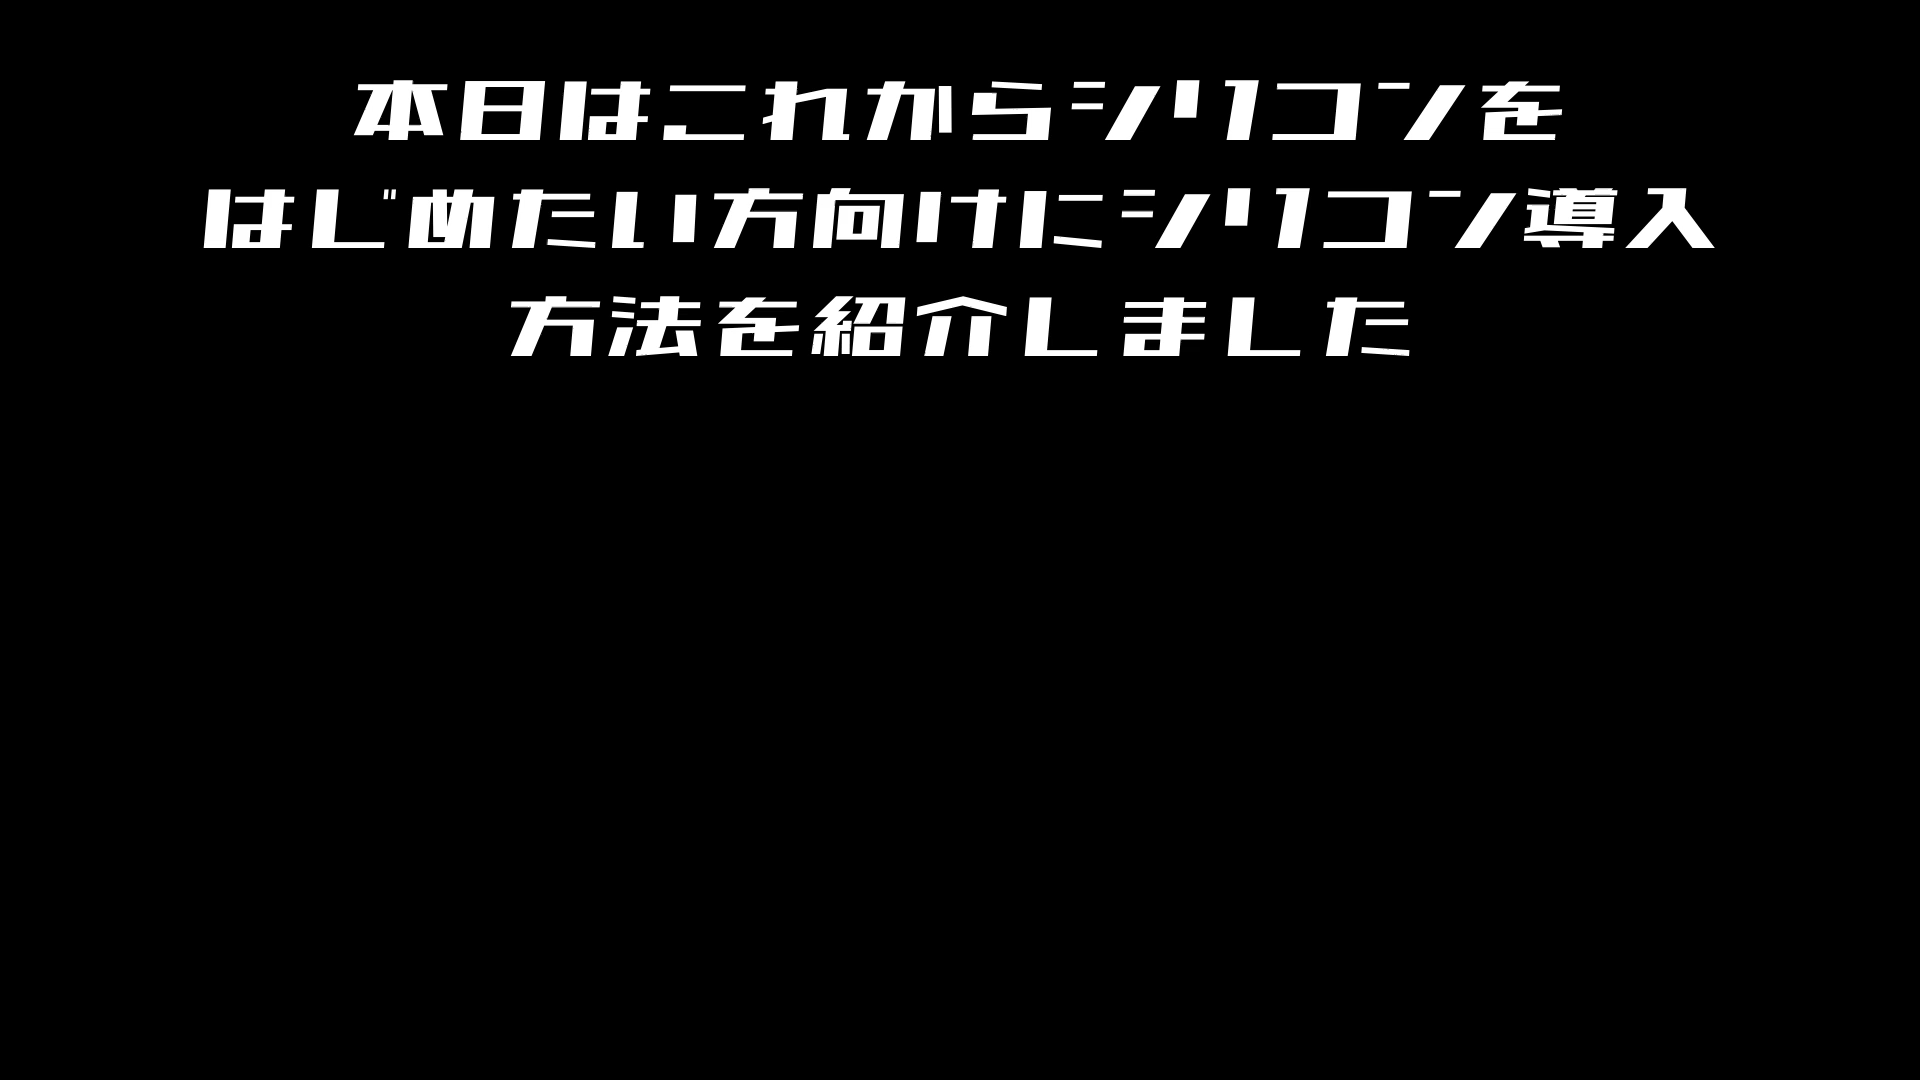 本日はこれからシリコンを
はじめたい方向けにシリコン導入
方法を紹介しました